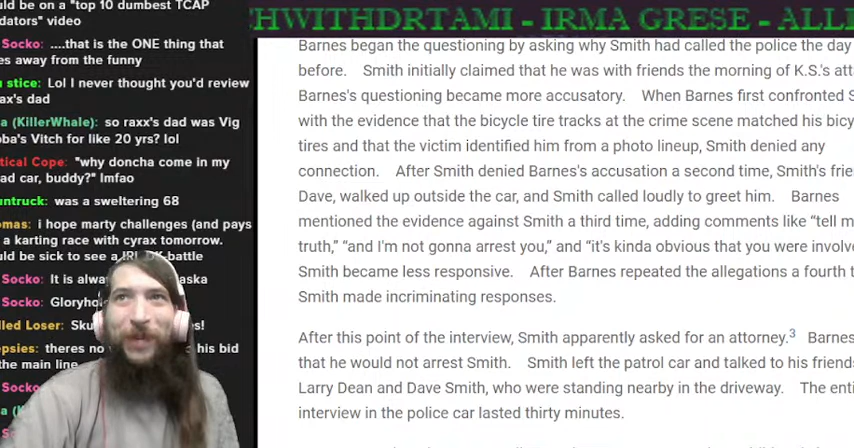 HWITHDRTAMI - IRMA GRESE - ALLI
ould be on a "top 10 dumbest TCAP
dators" video
Socko: ....that is the ONE thing that
es away from the funny
stice: Lol I never thought you'd review
ax's dad
a (KillerWhale): so raxx's dad was Vig
oba's Vitch for like 20 yrs? lol
tical Cope: "why doncha come in my
ad car, buddy?" lmfao
untruck: was a sweltering 68
omas: i hope marty challenges (and pays
a karting race with cyrax tomorrow.
uld be sick to see a IRL DK battle
Socko: It is alwa aska
Socko: Gloryho
lled Loser: Sku es!
epsies: theres no his bid
the main line
Socko
a (K
Barnes began the questioning by asking why Smith had called the police the day
before. Smith initially claimed that he was with friends the morning of K.S.'s att
Barnes's questioning became more accusatory. When Barnes first confronted S
with the evidence that the bicycle tire tracks at the crime scene matched his bicy
tires and that the victim identified him from a photo lineup, Smith denied any
connection. After Smith denied Barnes's accusation a second time, Smith's frie
Dave, walked up outside the car, and Smith called loudly to greet him. Barnes
mentioned the evidence against Smith a third time, adding comments like “tell m
truth,” “and I'm not gonna arrest you,” and “it's kinda obvious that you were involve
Smith became less responsive. After Barnes repeated the allegations a fourth t
Smith made incriminating responses.
After this point of the interview, Smith apparently asked for an attorney.3 Barnes
that he would not arrest Smith. Smith left the patrol car and talked to his friends
Larry Dean and Dave Smith, who were standing nearby in the driveway. The enti
interview in the police car lasted thirty minutes.